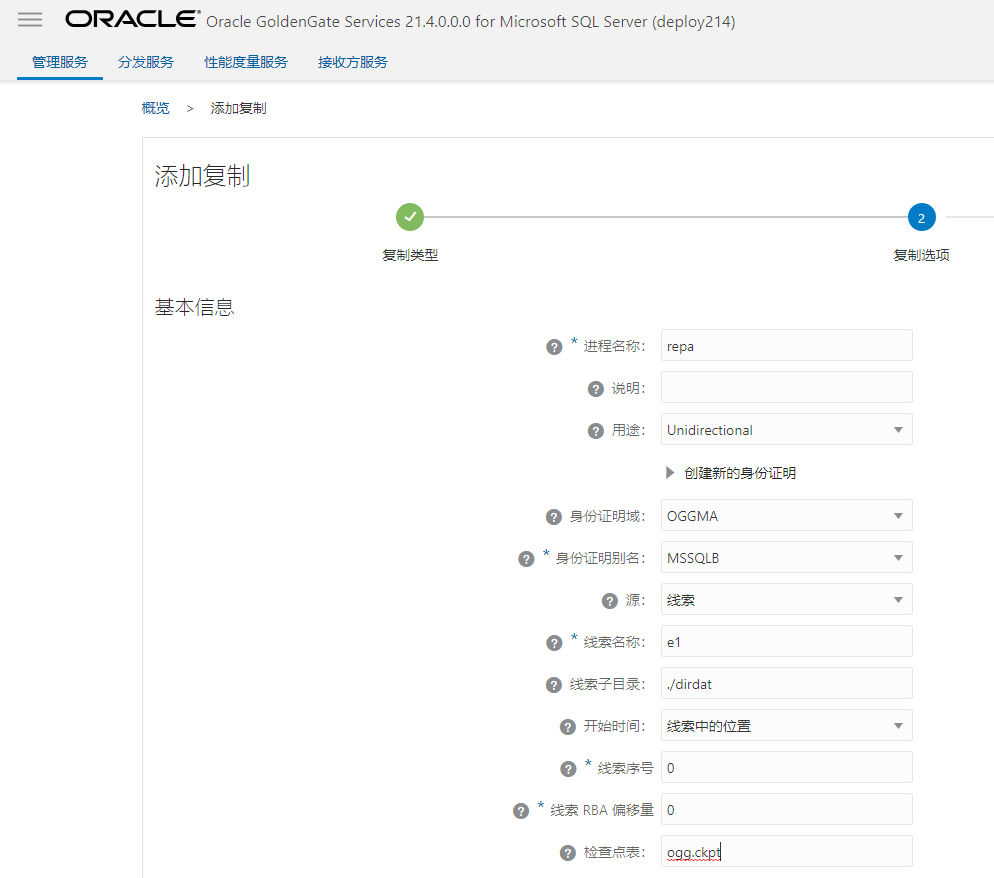 ORACLE® Oracle GoldenGate Services 21.4.0.0.0 for Microsoft SQL Server (deploy214)
管理服务 分发服务 性能度量服务 接收方服务
概览 > 添加复制
添加复制
2
复制类型 复制选项
基本信息
? * 进程名称: repa
? 说明:
? 用途: Unidirectional
创建新的身份证明
? 身份证明域: OGGMA
? * 身份证明别名: MSSQLB
? 源: 线索
? * 线索名称: e1
? 线索子目录: ./dirdat
? 开始时间: 线索中的位置
? * 线索序号 0
? * 线索 RBA 偏移量 0
? 检查点表: ogg.ckpt